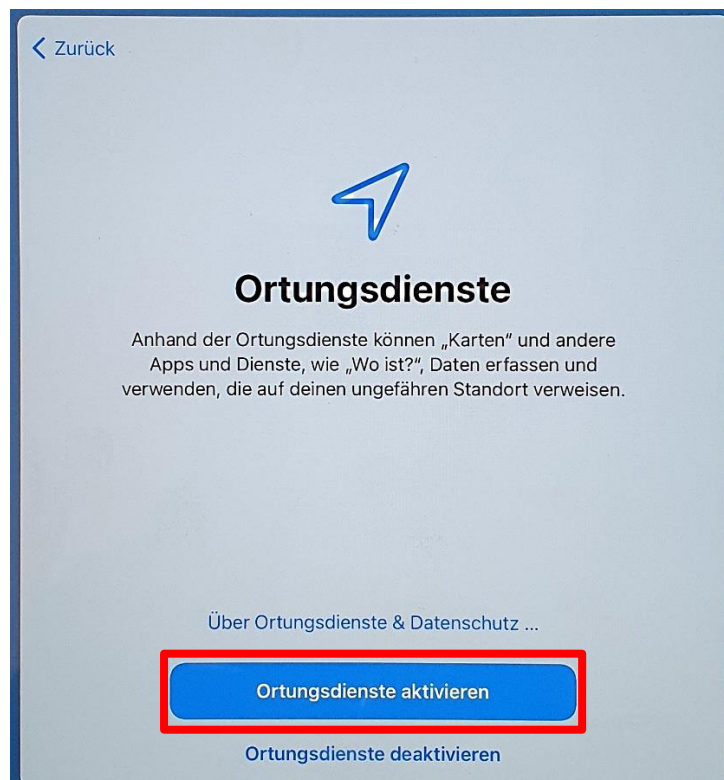 Zurück
Ortungsdienste
Anhand der Ortungsdienste können „Karten“ und andere
Apps und Dienste, wie „Wo ist?“, Daten erfassen und
verwenden, die auf deinen ungefähren Standort verweisen.
Über Ortungsdienste & Datenschutz ...
Ortungsdienste aktivieren
Ortungsdienste deaktivieren